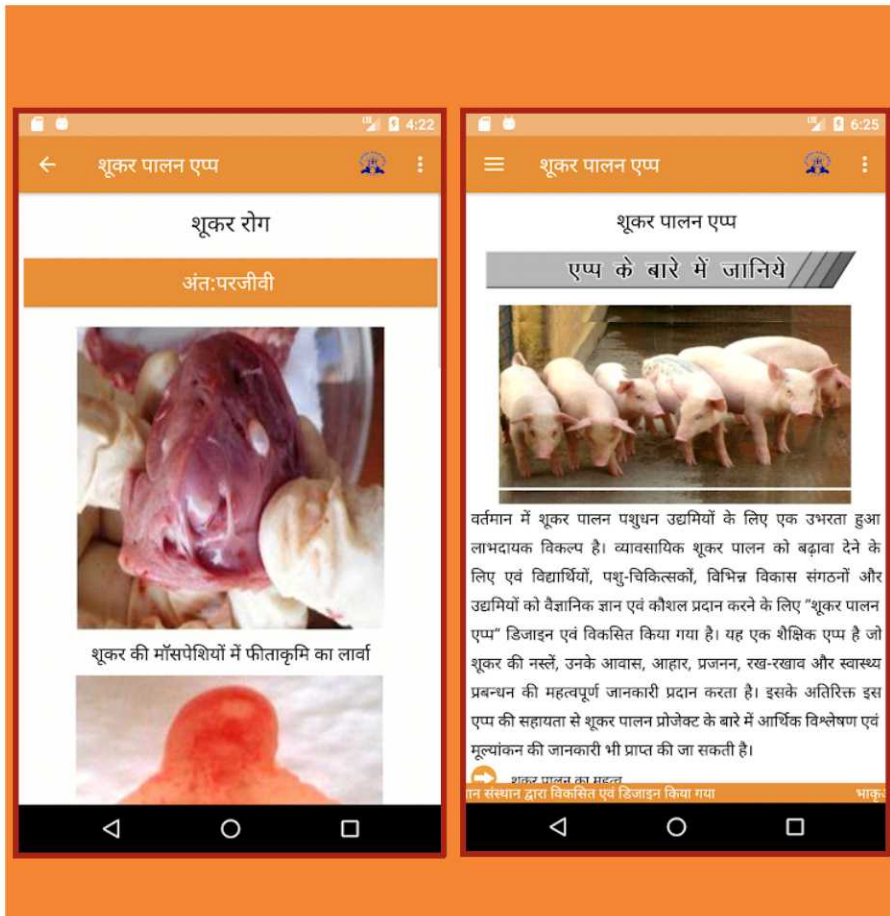 4:22
शूकर पालन एप्प
शूकर रोग
अंत:परजीवी
शूकर की मॉसपेशियों में फीताकृमि का लार्वा
6:25
शूकर पालन एप्प
शूकर पालन एप्प
एप्प के बारे में जानिये
वर्तमान में शूकर पालन पशुधन उद्यमियों के लिए एक उभरता हुआ
लाभदायक विकल्प है। व्यावसायिक शूकर पालन को बढ़ावा देने के
लिए एवं विद्यार्थियों, पशु-चिकित्सकों, विभिन्न विकास संगठनों और
उद्यमियों को वैज्ञानिक ज्ञान एवं कौशल प्रदान करने के लिए "शूकर पालन
एप्प" डिजाइन एवं विकसित किया गया है। यह एक शैक्षिक एप्प है जो
शूकर की नस्लें, उनके आवास, आहार, प्रजनन, रख-रखाव और स्वास्थ्य
प्रबन्धन की महत्वपूर्ण जानकारी प्रदान करता है। इसके अतिरिक्त इस
एप्प की सहायता से शूकर पालन प्रोजेक्ट के बारे में आर्थिक विश्लेषण एवं
मूल्यांकन की जानकारी भी प्राप्त की जा सकती है।
शूकर पालन का महत्व
ान संस्थान द्वारा विकसित एवं डिजाइन किया गया
भाकृ